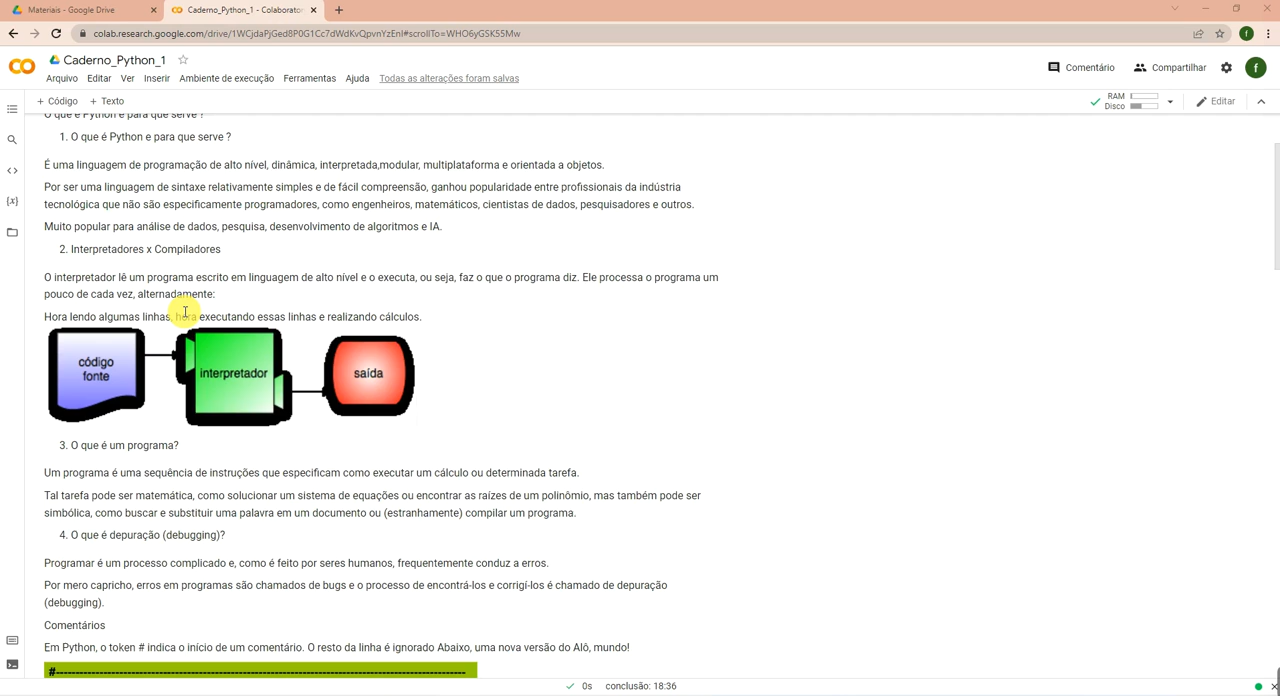 Materiais - Google Drive
Caderno_Python_1 - Colaborator
colab.research.google.com/drive/1WCjdaPjGed8P0G1Cc7dWdKvQpvnYzEnI#scrollTo=WHO6yGSK55Mw
f
CO Caderno_Python_1
Arquivo Editar Ver Inserir Ambiente de execução Ferramentas Ajuda Todas as alterações foram salvas
Comentário Compartilhar f
+ Código + Texto
RAM
Disco
Editar
O que é Python e para que serve ?
1. O que é Python e para que serve ?
É uma linguagem de programação de alto nível, dinâmica, interpretada,modular, multiplataforma e orientada a objetos.
Por ser uma linguagem de sintaxe relativamente simples e de fácil compreensão, ganhou popularidade entre profissionais da indústria
tecnológica que não são especificamente programadores, como engenheiros, matemáticos, cientistas de dados, pesquisadores e outros.
Muito popular para análise de dados, pesquisa, desenvolvimento de algoritmos e IA.
2. Interpretadores x Compiladores
O interpretador lê um programa escrito em linguagem de alto nível e o executa, ou seja, faz o que o programa diz. Ele processa o programa um
pouco de cada vez, alternadamente:
Hora lendo algumas linhas, hora executando essas linhas e realizando cálculos.
código
fonte
interpretador
saída
3. O que é um programa?
Um programa é uma sequência de instruções que especificam como executar um cálculo ou determinada tarefa.
Tal tarefa pode ser matemática, como solucionar um sistema de equações ou encontrar as raízes de um polinômio, mas também pode ser
simbólica, como buscar e substituir uma palavra em um documento ou (estranhamente) compilar um programa.
4. O que é depuração (debugging)?
Programar é um processo complicado e, como é feito por seres humanos, frequentemente conduz a erros.
Por mero capricho, erros em programas são chamados de bugs e o processo de encontrá-los e corrigí-los é chamado de depuração
(debugging).
Comentários
Em Python, o token # indica o início de um comentário. O resto da linha é ignorado Abaixo, uma nova versão do Alô, mundo!
#---------------------------------------------------------------------------------------------------
0s conclusão: 18:36